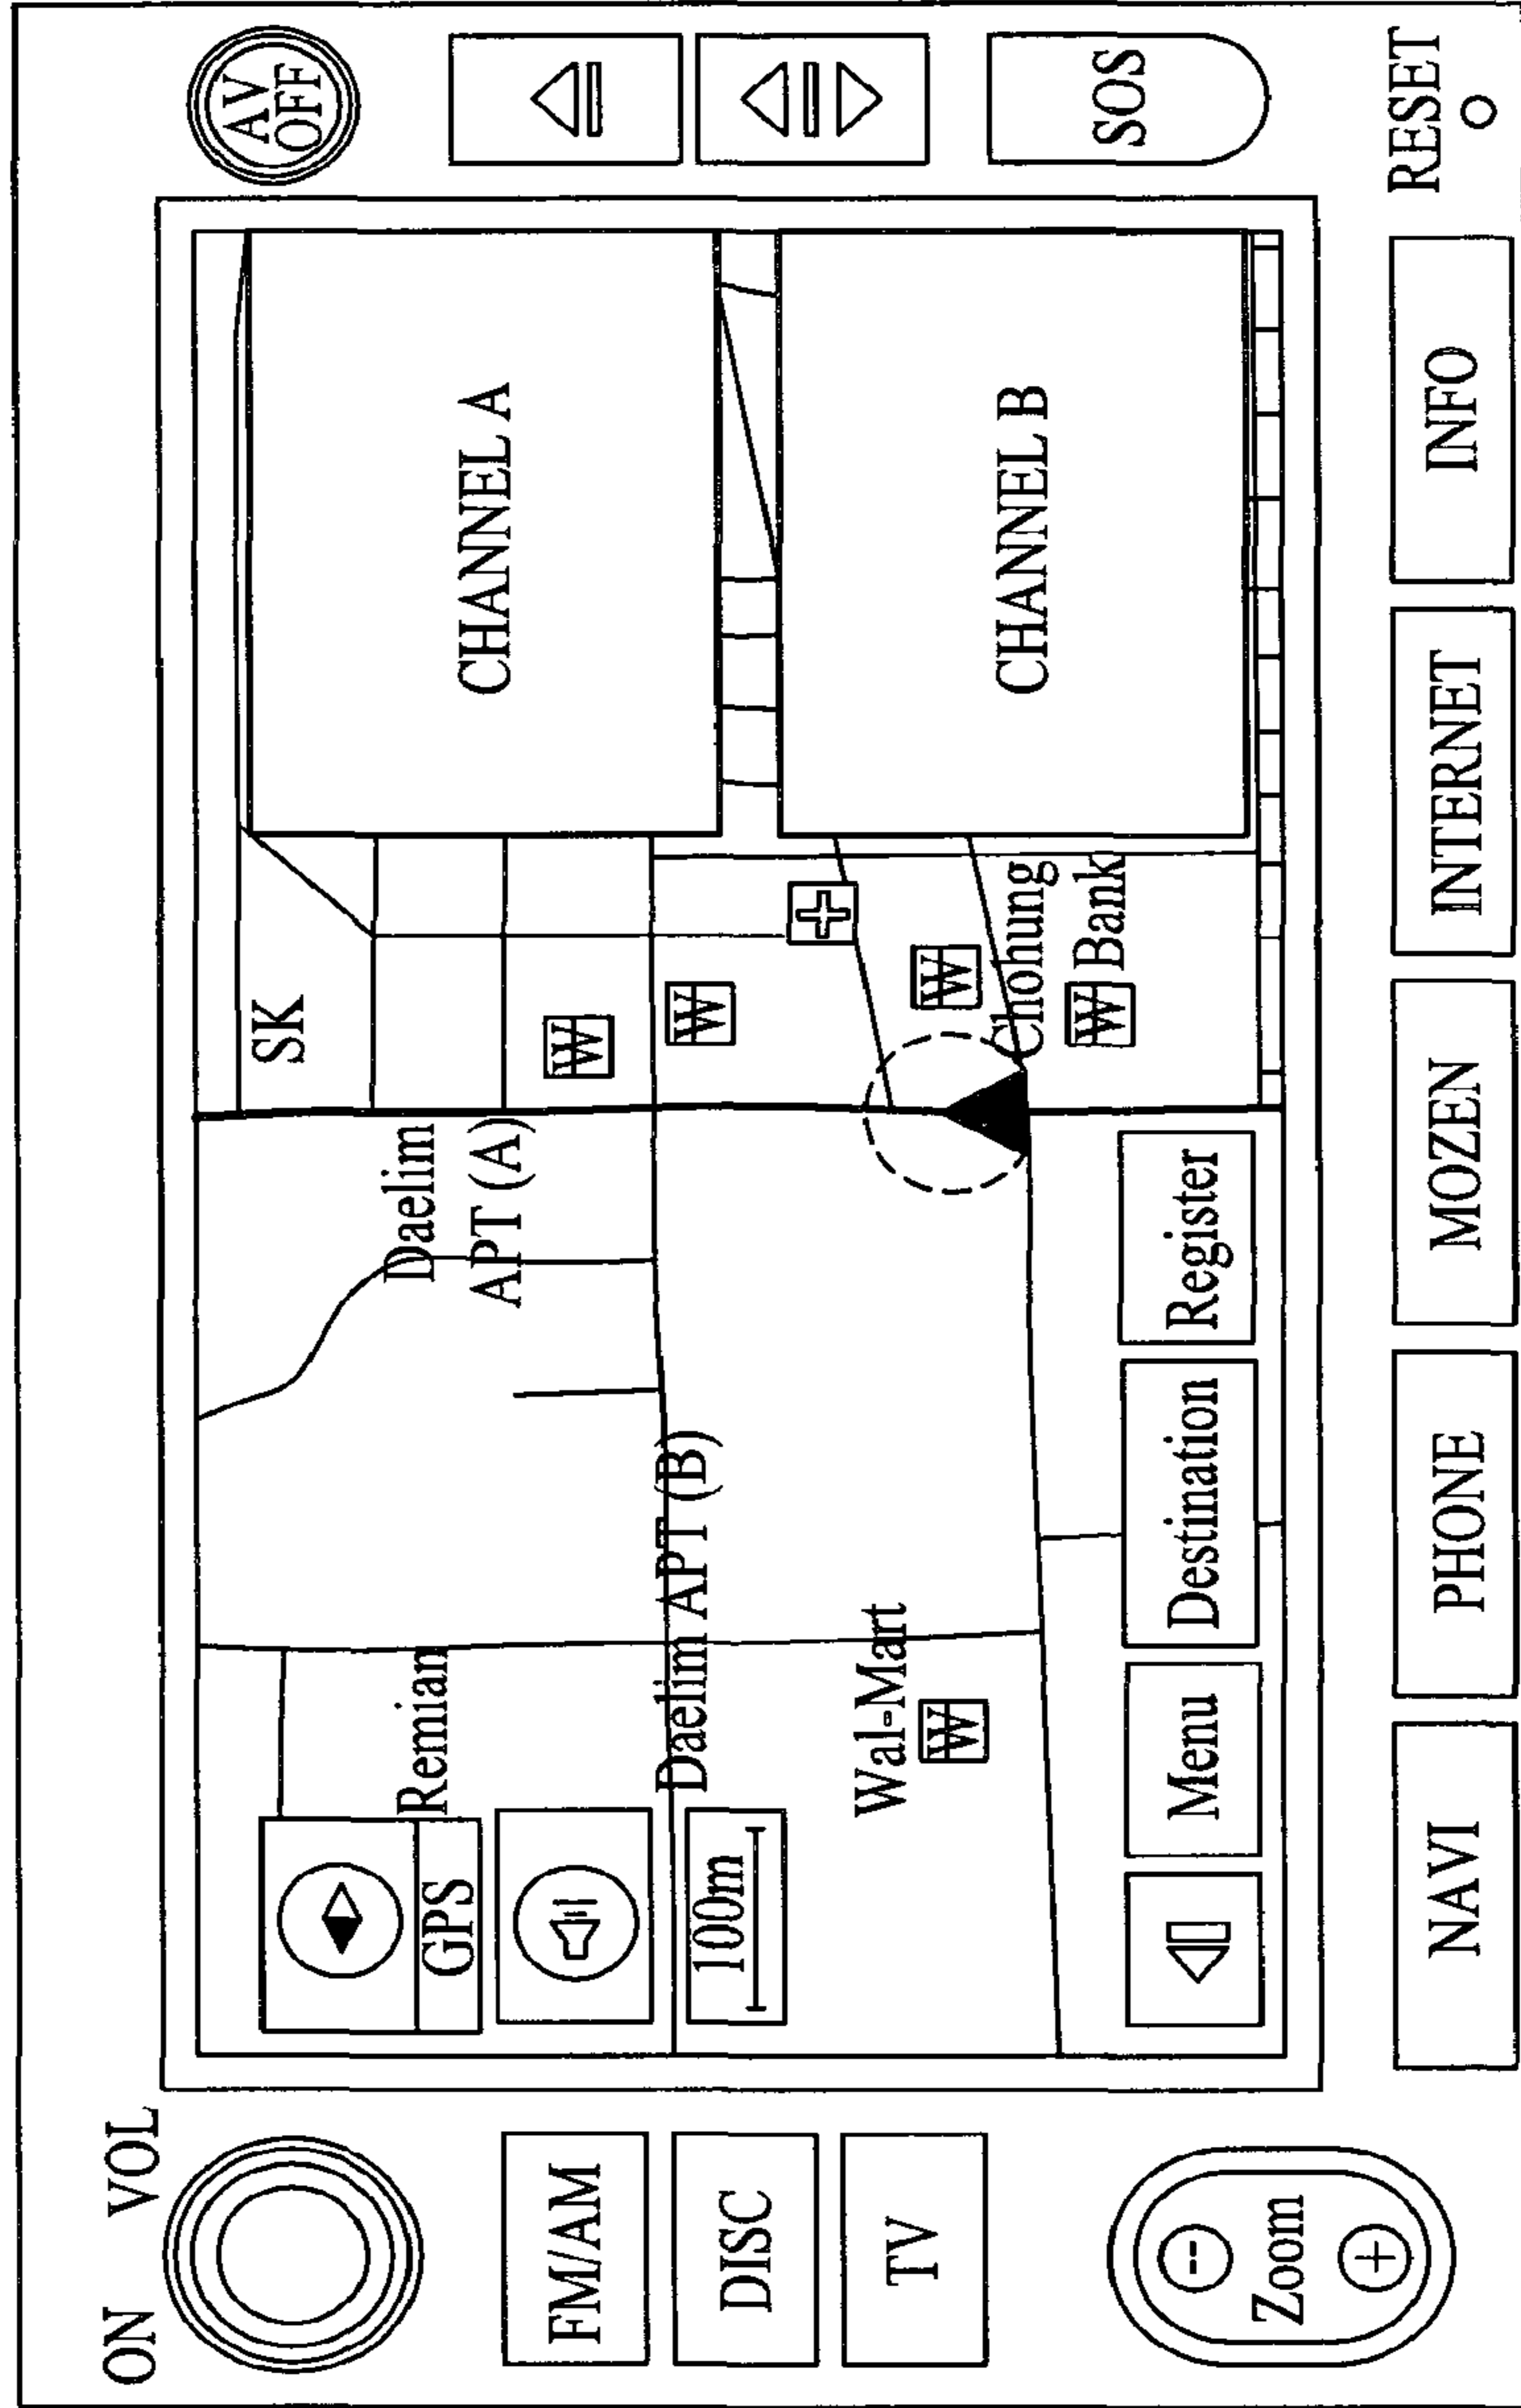 ON VOL
AV
OFF
FM/AM
DISC
TV
Zoom
GPS
100m
Remian
Daelim APT (B)
Wal-Mart
W
Daelim
APT (A)
SK
W
W
W
Chohung
W Bank
CHANNEL A
CHANNEL B
Menu
Destination
Register
SOS
NAVI
PHONE
MOZEN
INTERNET
INFO
RESET